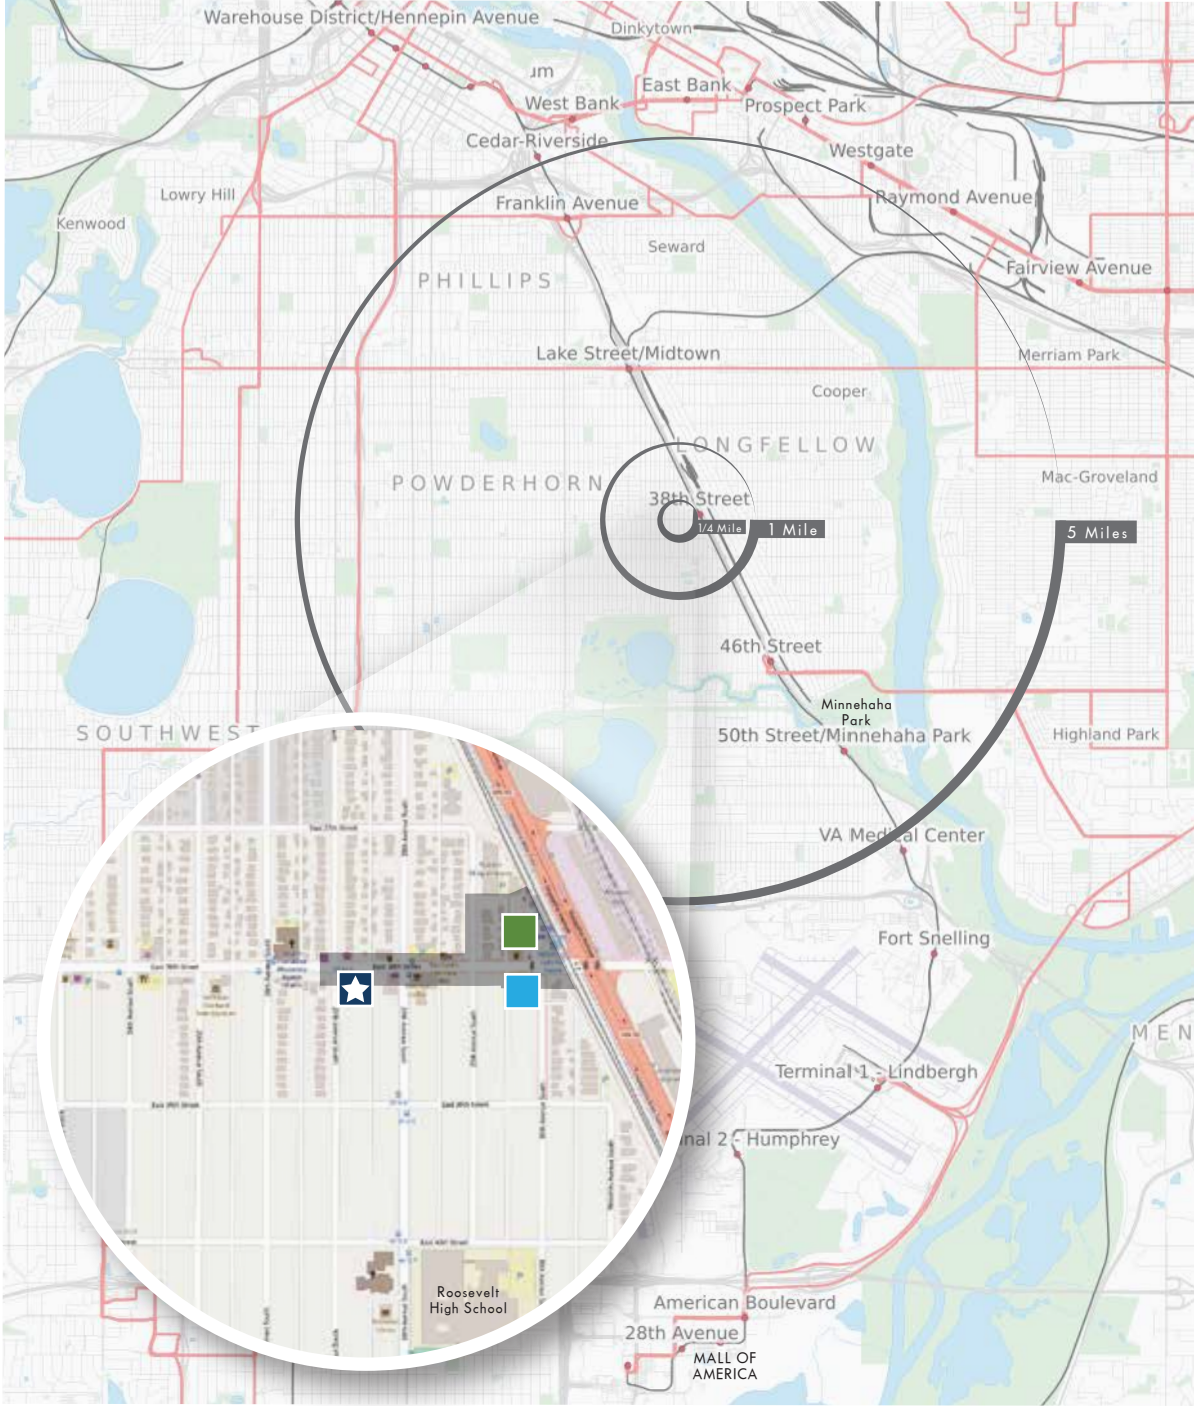 Warehouse District/Hennepin Avenue
Dinkytown
um
East Bank
West Bank
Prospect Park
Cedar-Riverside
Westgate
Lowry Hill
Franklin Avenue
Raymond Avenue
Kenwood
Seward
Fairview Avenue
PHILLIPS
Lake Street/Midtown
Merriam Park
Cooper
LONGFELLOW
POWDERHORN
Mac-Groveland
38th Street
1/4 Mile
1 Mile
5 Miles
46th Street
Minnehaha
Park
SOUTHWEST
50th Street/Minnehaha Park
Highland Park
VA Medical Center
Fort Snelling
MEN
Terminal 1 - Lindbergh
inal 2 - Humphrey
Roosevelt
High School
American Boulevard
28th Avenue
MALL OF
AMERICA